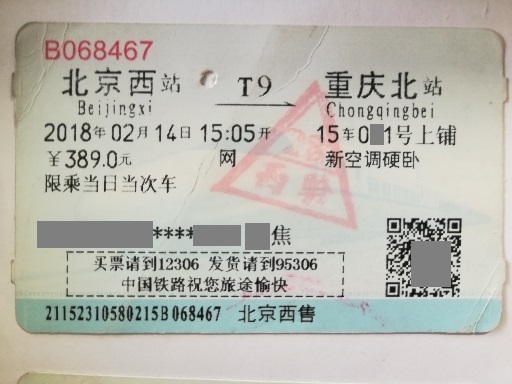 B068467
北京西站 T9 重庆北站
Beijingxi Chongqingbei
2018年02月14日 15:05开 15车01号上铺
￥389.0元 网 新空调硬卧
限乘当日当次车
**** 焦
买票请到12306 发货请到95306
中国铁路祝您旅途愉快
21152310580215B068467 北京西售